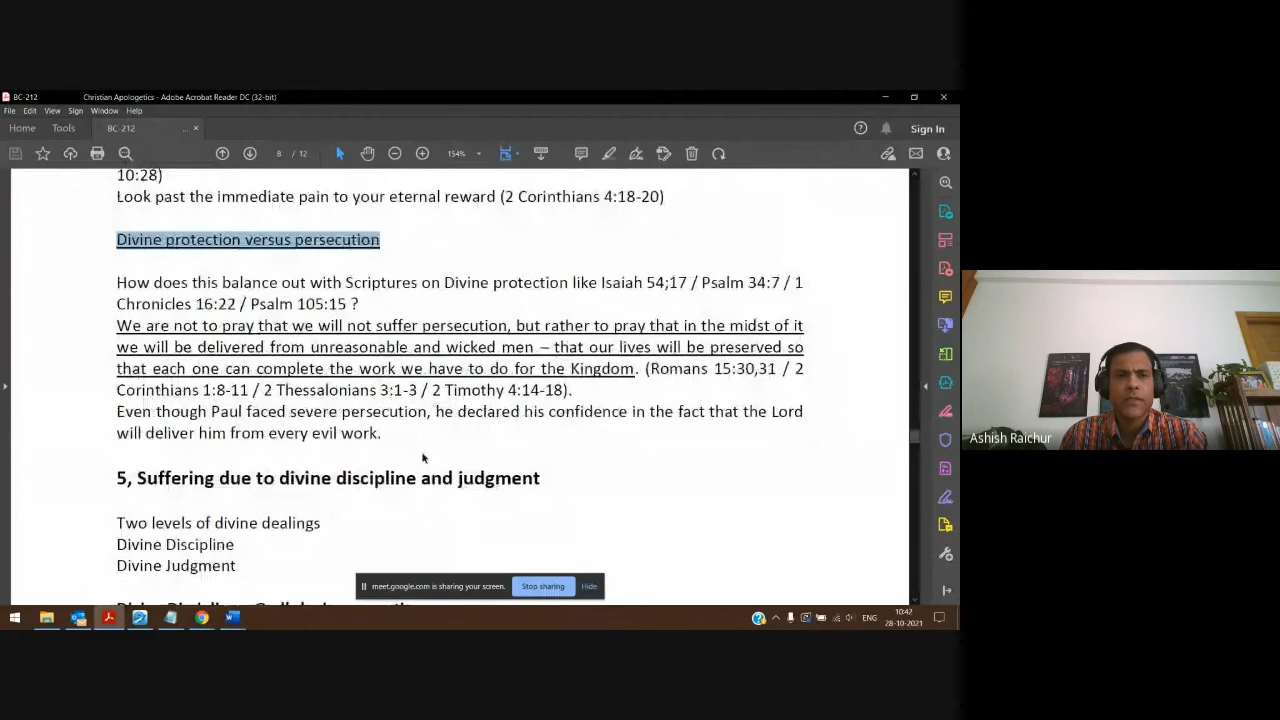 BC-212 Christian Apologetics - Adobe Acrobat Reader DC (32-bit)
File Edit View Sign Window Help
Home Tools BC-212 ... × Sign In
8 / 12 154%
10:28)
Look past the immediate pain to your eternal reward (2 Corinthians 4:18-20)
Divine protection versus persecution
How does this balance out with Scriptures on Divine protection like Isaiah 54;17 / Psalm 34:7 / 1
Chronicles 16:22 / Psalm 105:15 ?
We are not to pray that we will not suffer persecution, but rather to pray that in the midst of it
we will be delivered from unreasonable and wicked men – that our lives will be preserved so
that each one can complete the work we have to do for the Kingdom. (Romans 15:30,31 / 2
Corinthians 1:8-11 / 2 Thessalonians 3:1-3 / 2 Timothy 4:14-18).
Even though Paul faced severe persecution, he declared his confidence in the fact that the Lord
will deliver him from every evil work.
Ashish Raichur
5, Suffering due to divine discipline and judgment
Two levels of divine dealings
Divine Discipline
Divine Judgment
meet.google.com is sharing your screen. Stop sharing Hide
ENG 10:42
28-10-2021